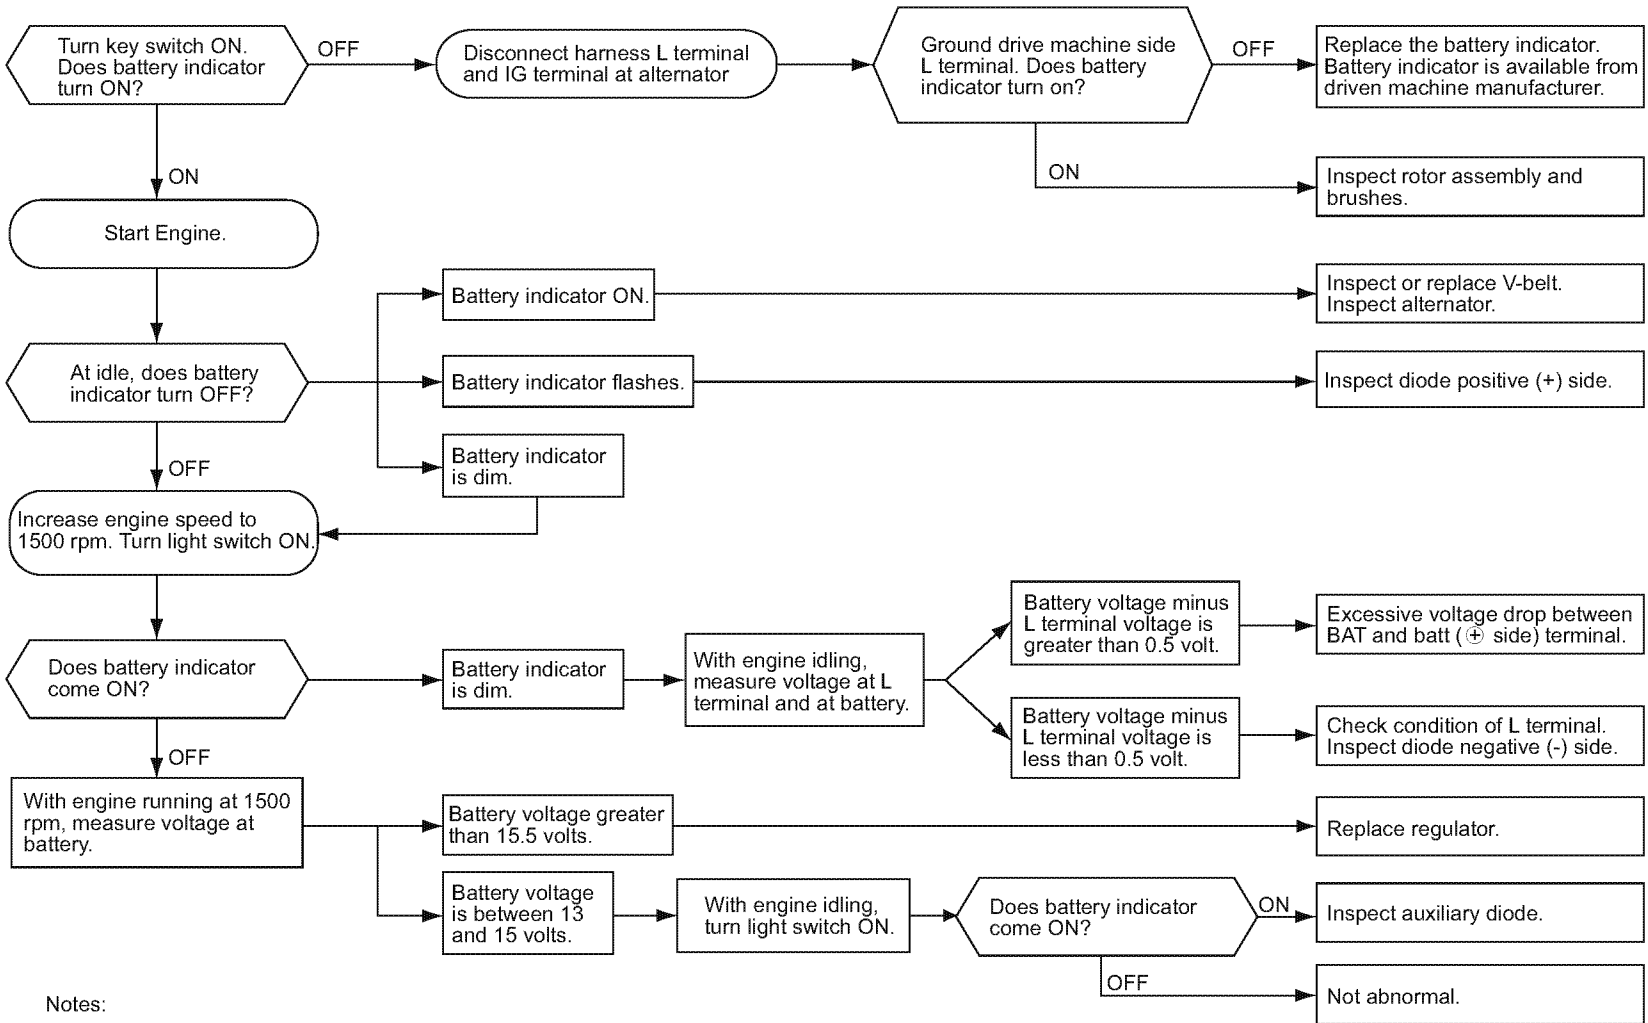 Turn key switch ON.
Does battery indicator
turn ON?
OFF
Disconnect harness L terminal
and IG terminal at alternator
Ground drive machine side
L terminal. Does battery
indicator turn on?
OFF
Replace the battery indicator.
Battery indicator is available from
driven machine manufacturer.
ON
Inspect rotor assembly and
brushes.
ON
Start Engine.
Battery indicator ON.
Inspect or replace V-belt.
Inspect alternator.
At idle, does battery
indicator turn OFF?
Battery indicator flashes.
Inspect diode positive (+) side.
Battery indicator
is dim.
OFF
Increase engine speed to
1500 rpm. Turn light switch ON.
Does battery indicator
come ON?
Battery indicator
is dim.
With engine idling,
measure voltage at L
terminal and at battery.
Battery voltage minus
L terminal voltage is
greater than 0.5 volt.
Excessive voltage drop between
BAT and batt (⊕ side) terminal.
Battery voltage minus
L terminal voltage is
less than 0.5 volt.
Check condition of L terminal.
Inspect diode negative (-) side.
OFF
With engine running at 1500
rpm, measure voltage at
battery.
Battery voltage greater
than 15.5 volts.
Replace regulator.
Battery voltage
is between 13
and 15 volts.
With engine idling,
turn light switch ON.
Does battery indicator
come ON?
ON
Inspect auxiliary diode.
OFF
Not abnormal.
Notes: